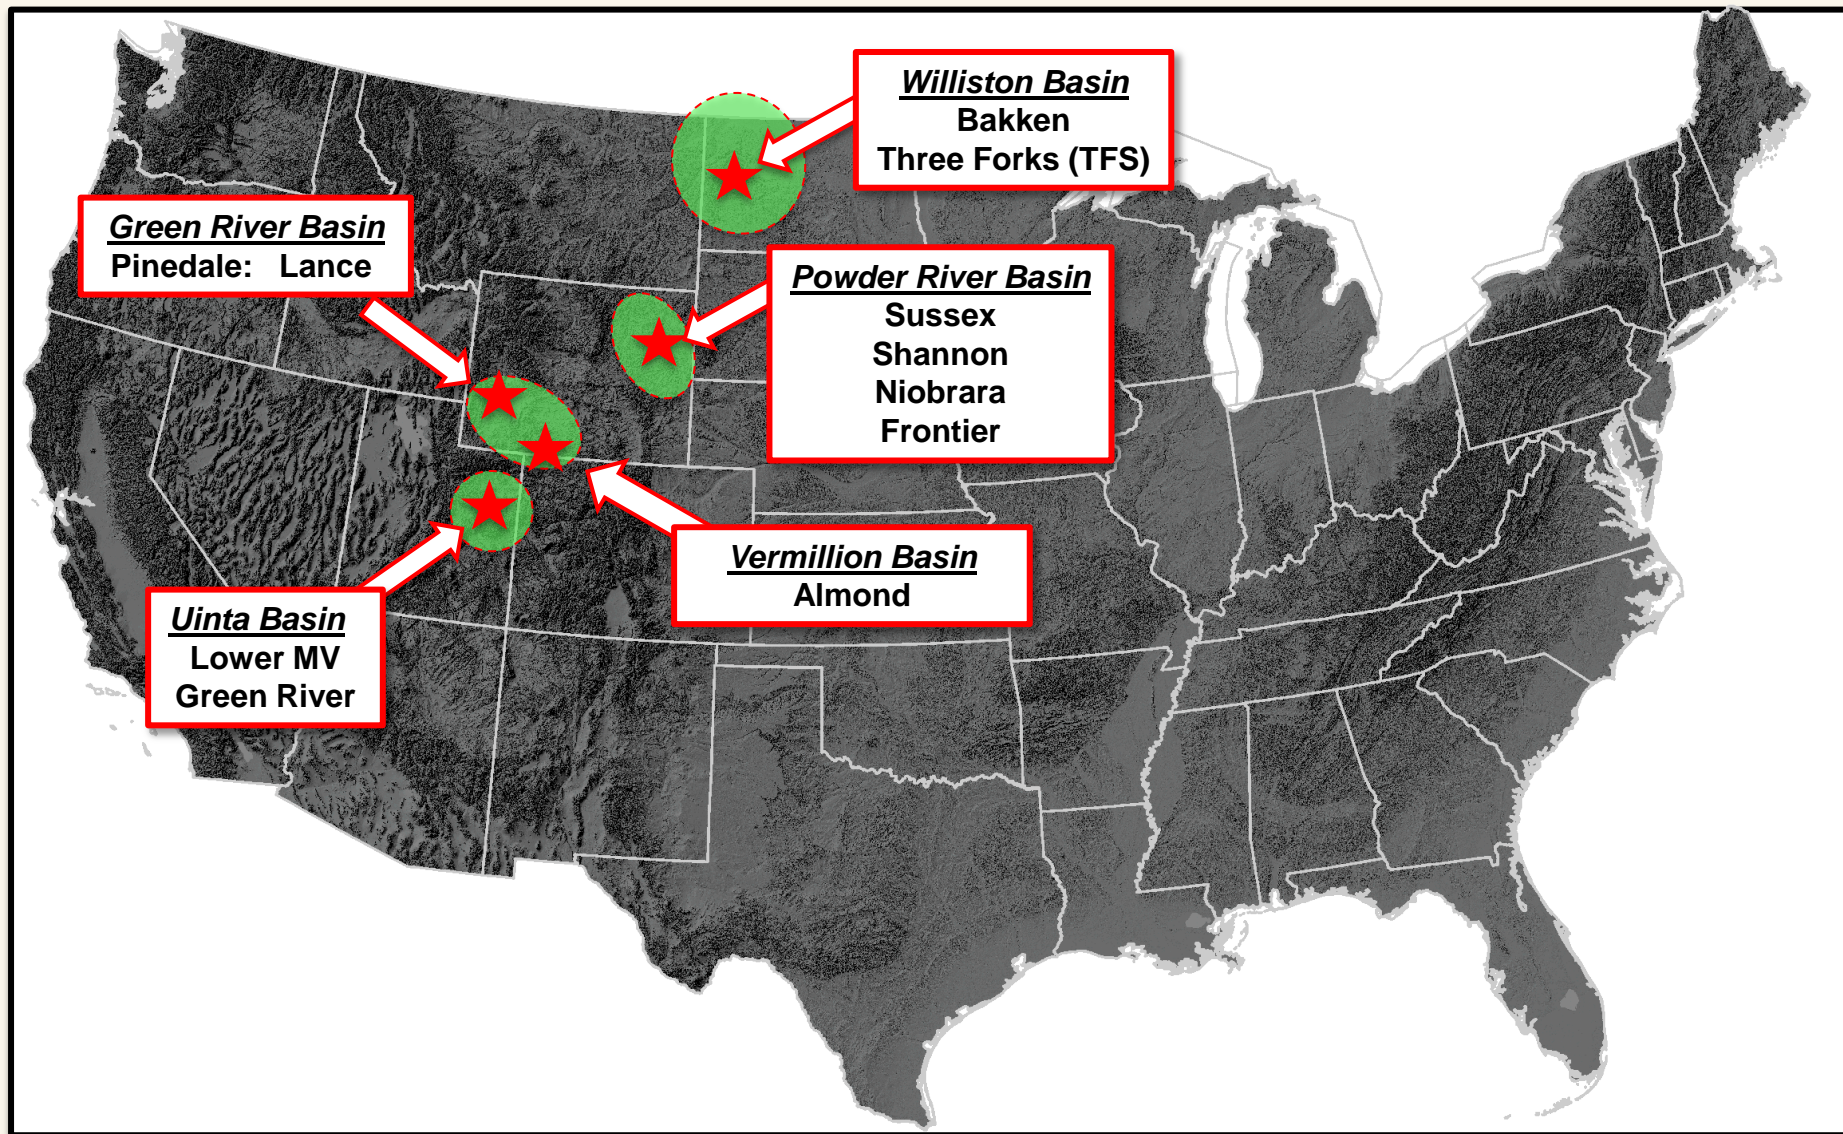 Williston Basin
Bakken
Three Forks (TFS)
Green River Basin
Pinedale: Lance
Powder River Basin
Sussex
Shannon
Niobrara
Frontier
Vermillion Basin
Almond
Uinta Basin
Lower MV
Green River